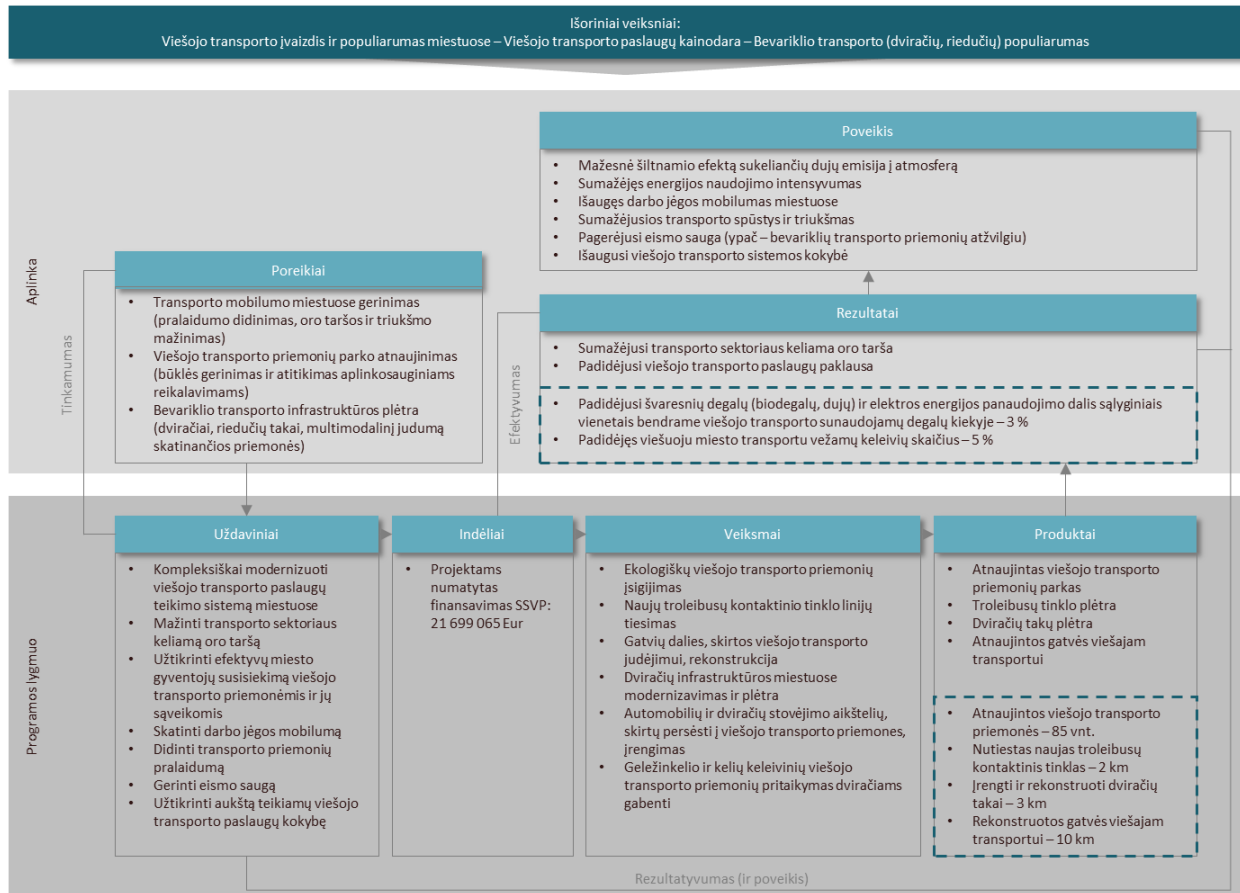 Išoriniai veiksniai:
Viešojo transporto įvaizdis ir populiarumas miestuose – Viešojo transporto paslaugų kainodara – Bevariklio transporto (dviračių, riedučių) populiarumas
Aplinka
Poveikis
• Mažesnė šiltnamio efektą sukeliančių dujų emisija į atmosferą
• Sumažėjęs energijos naudojimo intensyvumas
• Išaugęs darbo jėgos mobilumas miestuose
• Sumažėjusios transporto spūstys ir triukšmas
• Pagerėjusi eismo sauga (ypač – bevariklių transporto priemonių atžvilgiu)
• Išaugusi viešojo transporto sistemos kokybė
Tinkamumas
Poreikiai
• Transporto mobilumo miestuose gerinimas
(pralaidumo didinimas, oro taršos ir triukšmo
mažinimas)
• Viešojo transporto priemonių parko atnaujinimas
(būklės gerinimas ir atitikimas aplinkosauginiams
reikalavimams)
• Bevariklio transporto infrastruktūros plėtra
(dviračiai, riedučių takai, multimodalinį judumą
skatinančios priemonės)
Efektyvumas
Rezultatai
• Sumažėjusi transporto sektoriaus keliama oro tarša
• Padidėjusi viešojo transporto paslaugų paklausa
• Padidėjusi švaresnių degalų (biodegalų, dujų) ir elektros energijos panaudojimo dalis sąlyginiais
vienetais bendrame viešojo transporto sunaudojamų degalų kiekyje – 3 %
• Padidėjęs viešuoju miesto transportu vežamų keleivių skaičius – 5 %
Programos lygmuo
Uždaviniai
• Kompleksiškai modernizuoti
viešojo transporto paslaugų
teikimo sistemą miestuose
• Mažinti transporto sektoriaus
keliamą oro taršą
• Užtikrinti efektyvų miesto
gyventojų susisiekimą viešojo
transporto priemonėmis ir jų
sąveikomis
• Skatinti darbo jėgos mobilumą
• Didinti transporto priemonių
pralaidumą
• Gerinti eismo saugą
• Užtikrinti aukštą teikiamų viešojo
transporto paslaugų kokybę
Indėliai
• Projektams
numatytas
finansavimas SSVP:
21 699 065 Eur
Veiksmai
• Ekologiškų viešojo transporto priemonių
įsigijimas
• Naujų troleibusų kontaktinio tinklo linijų
tiesimas
• Gatvių dalies, skirtos viešojo transporto
judėjimui, rekonstrukcija
• Dviračių infrastruktūros miestuose
modernizavimas ir plėtra
• Automobilių ir dviračių stovėjimo aikštelių,
skirtų persėsti į viešojo transporto priemones,
įrengimas
• Geležinkelio ir kelių keleivinių viešojo
transporto priemonių pritaikymas dviračiams
gabenti
Produktai
• Atnaujintas viešojo transporto
priemonių parkas
• Troleibusų tinklo plėtra
• Dviračių takų plėtra
• Atnaujintos gatvės viešajam
transportui
• Atnaujintos viešojo transporto
priemonės – 85 vnt.
• Nutiestas naujas troleibusų
kontaktinis tinklas – 2 km
• Įrengti ir rekonstruoti dviračių
takai – 3 km
• Rekonstruotos gatvės viešajam
transportui – 10 km
Rezultatyvumas (ir poveikis)